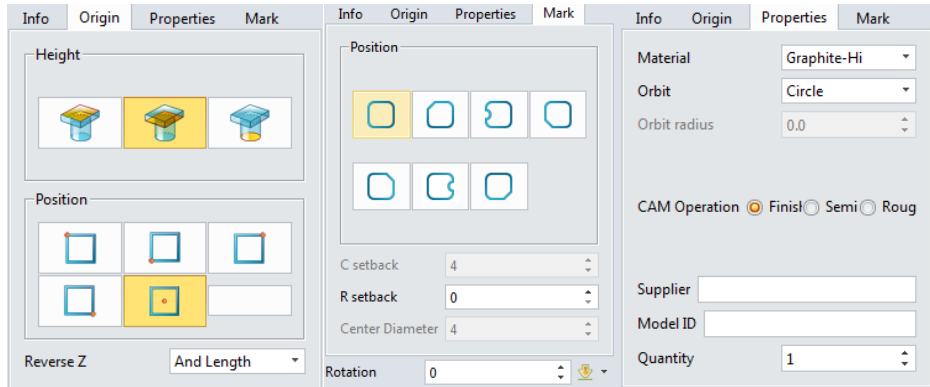 Info Origin Properties Mark
Height
Position
Reverse Z And Length
Info Origin Properties Mark
Position
C setback 4
R setback 0
Center Diameter 4
Rotation 0
Info Origin Properties Mark
Material Graphite-Hi
Orbit Circle
Orbit radius 0.0
CAM Operation Finish Semi Roug
Supplier
Model ID
Quantity 1